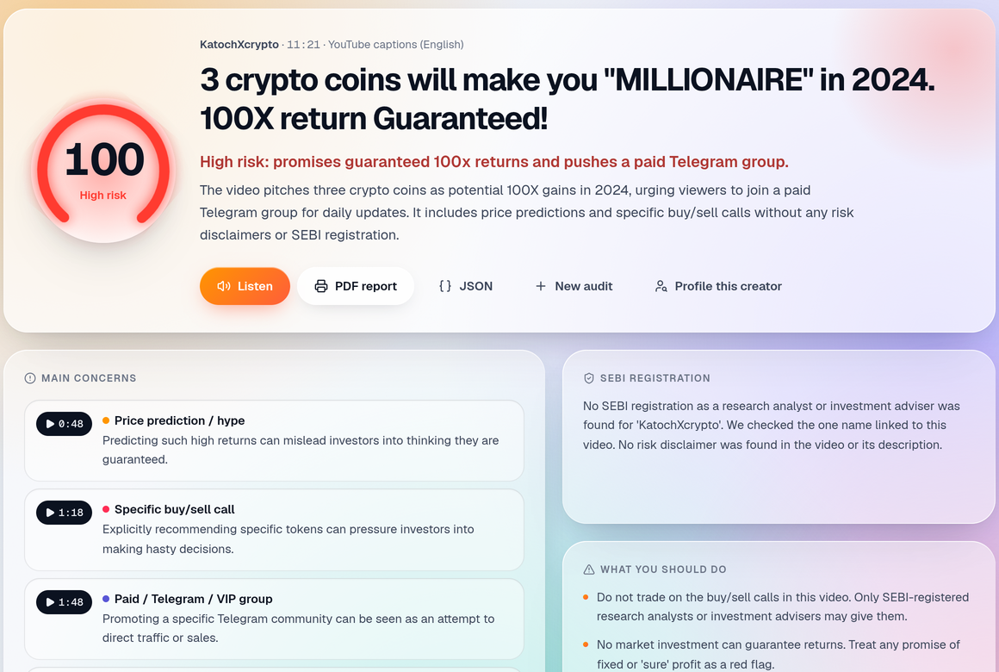 KatochXcrypto · 11:21 · YouTube captions (English)
3 crypto coins will make you "MILLIONAIRE" in 2024.
100X return Guaranteed!
100
High risk
High risk: promises guaranteed 100x returns and pushes a paid Telegram group.
The video pitches three crypto coins as potential 100X gains in 2024, urging viewers to join a paid
Telegram group for daily updates. It includes price predictions and specific buy/sell calls without any risk
disclaimers or SEBI registration.
Listen
PDF report
{} JSON
+ New audit
Profile this creator
MAIN CONCERNS
0:48
Price prediction / hype
Predicting such high returns can mislead investors into thinking they are
guaranteed.
1:18
Specific buy/sell call
Explicitly recommending specific tokens can pressure investors into
making hasty decisions.
1:48
Paid / Telegram / VIP group
Promoting a specific Telegram community can be seen as an attempt to
direct traffic or sales.
SEBI REGISTRATION
No SEBI registration as a research analyst or investment adviser was
found for 'KatochXcrypto'. We checked the one name linked to this
video. No risk disclaimer was found in the video or its description.
WHAT YOU SHOULD DO
Do not trade on the buy/sell calls in this video. Only SEBI-registered
research analysts or investment advisers may give them.
No market investment can guarantee returns. Treat any promise of
fixed or 'sure' profit as a red flag.